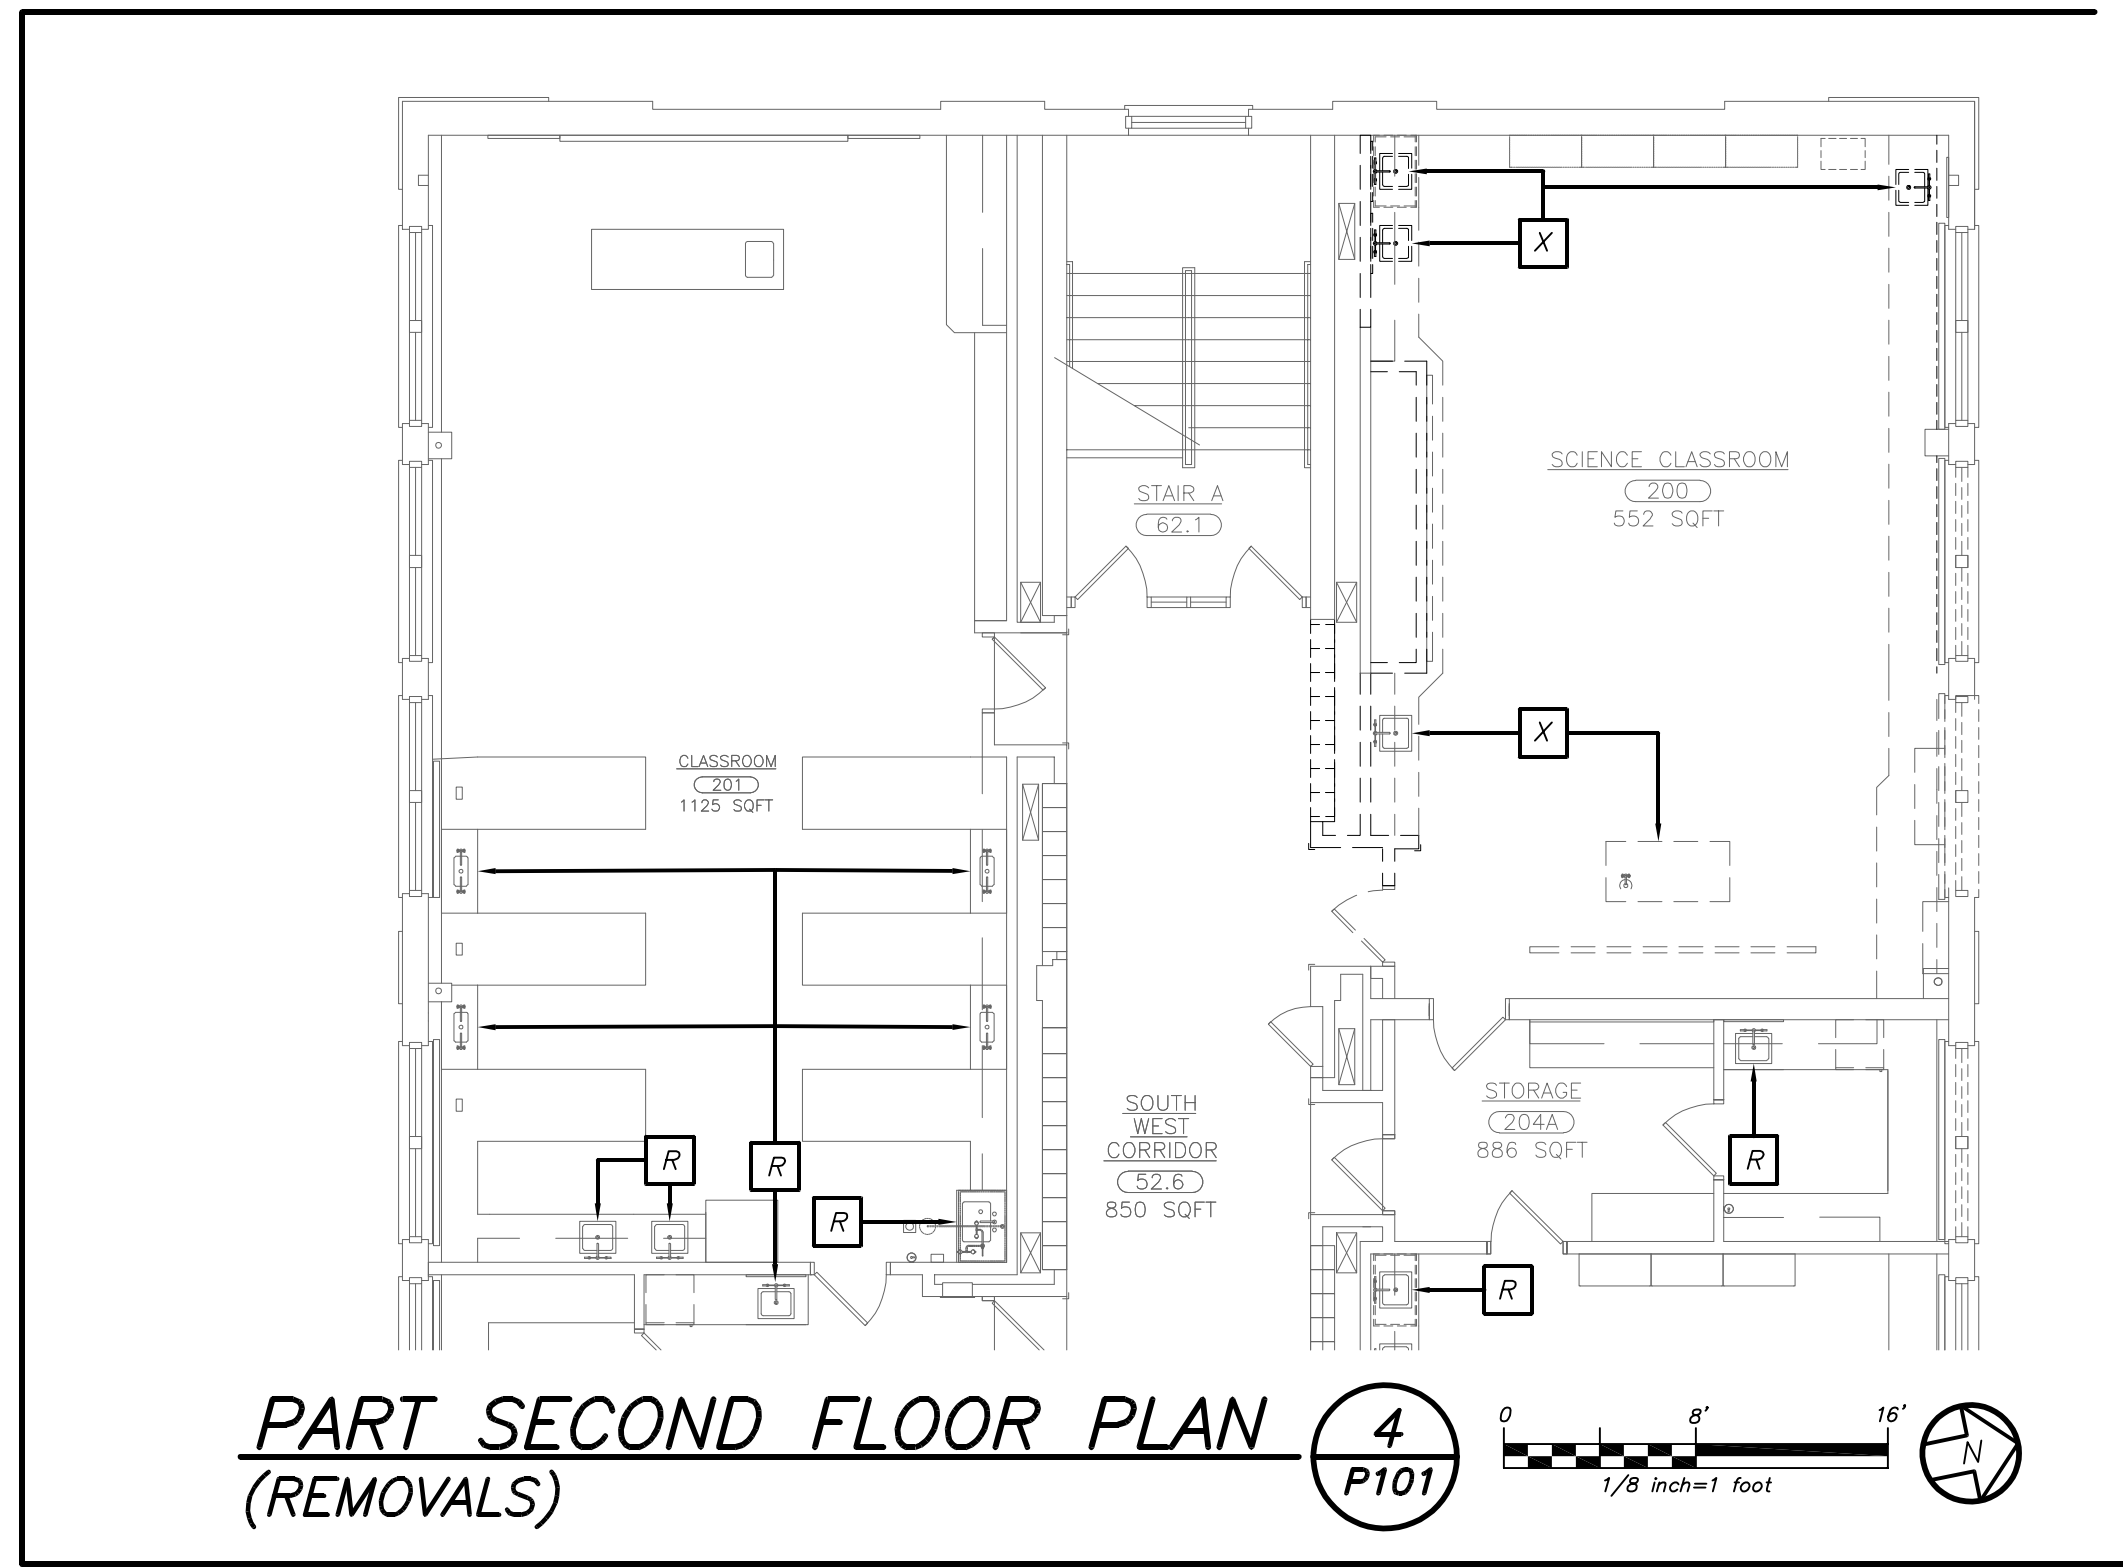 X
SCIENCE CLASSROOM
200
552 SQFT
STAIR A
62.1
X
CLASSROOM
201
1125 SQFT
SOUTH
WEST
CORRIDOR
52.6
850 SQFT
STORAGE
204A
886 SQFT
R
R
R
R
R
PART SECOND FLOOR PLAN
(REMOVALS)
4
P101
0
8'
16'
1/8 inch=1 foot
N